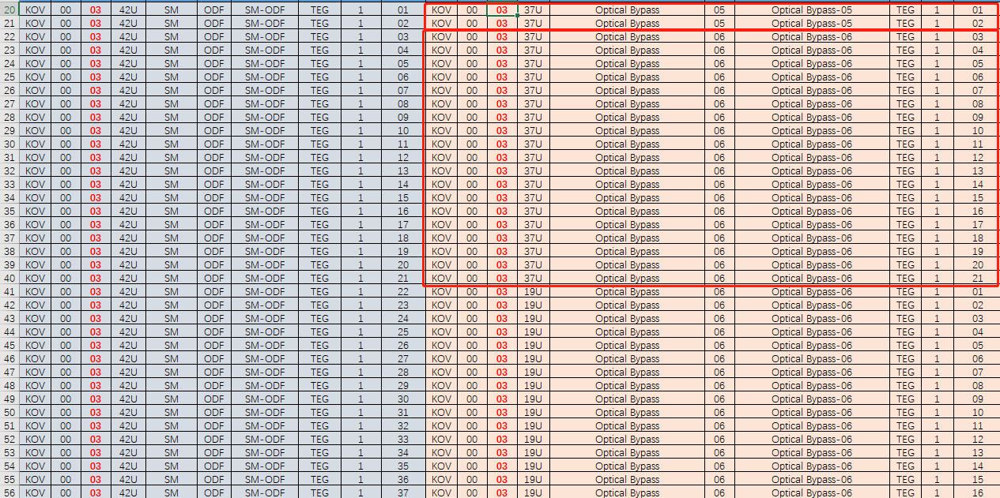 20 KOV 00 03 42U SM ODF SM-ODF TEG 1 01 KOV 00 03 37U Optical Bypass 05 Optical Bypass-05 TEG 1 01
21 KOV 00 03 42U SM ODF SM-ODF TEG 1 02 KOV 00 03 37U Optical Bypass 05 Optical Bypass-05 TEG 1 02
22 KOV 00 03 42U SM ODF SM-ODF TEG 1 03 KOV 00 03 37U Optical Bypass 06 Optical Bypass-06 TEG 1 03
23 KOV 00 03 42U SM ODF SM-ODF TEG 1 04 KOV 00 03 37U Optical Bypass 06 Optical Bypass-06 TEG 1 04
24 KOV 00 03 42U SM ODF SM-ODF TEG 1 05 KOV 00 03 37U Optical Bypass 06 Optical Bypass-06 TEG 1 05
25 KOV 00 03 42U SM ODF SM-ODF TEG 1 06 KOV 00 03 37U Optical Bypass 06 Optical Bypass-06 TEG 1 06
26 KOV 00 03 42U SM ODF SM-ODF TEG 1 07 KOV 00 03 37U Optical Bypass 06 Optical Bypass-06 TEG 1 07
27 KOV 00 03 42U SM ODF SM-ODF TEG 1 08 KOV 00 03 37U Optical Bypass 06 Optical Bypass-06 TEG 1 08
28 KOV 00 03 42U SM ODF SM-ODF TEG 1 09 KOV 00 03 37U Optical Bypass 06 Optical Bypass-06 TEG 1 09
29 KOV 00 03 42U SM ODF SM-ODF TEG 1 10 KOV 00 03 37U Optical Bypass 06 Optical Bypass-06 TEG 1 10
30 KOV 00 03 42U SM ODF SM-ODF TEG 1 11 KOV 00 03 37U Optical Bypass 06 Optical Bypass-06 TEG 1 11
31 KOV 00 03 42U SM ODF SM-ODF TEG 1 12 KOV 00 03 37U Optical Bypass 06 Optical Bypass-06 TEG 1 12
32 KOV 00 03 42U SM ODF SM-ODF TEG 1 13 KOV 00 03 37U Optical Bypass 06 Optical Bypass-06 TEG 1 13
33 KOV 00 03 42U SM ODF SM-ODF TEG 1 14 KOV 00 03 37U Optical Bypass 06 Optical Bypass-06 TEG 1 14
34 KOV 00 03 42U SM ODF SM-ODF TEG 1 15 KOV 00 03 37U Optical Bypass 06 Optical Bypass-06 TEG 1 15
35 KOV 00 03 42U SM ODF SM-ODF TEG 1 16 KOV 00 03 37U Optical Bypass 06 Optical Bypass-06 TEG 1 16
36 KOV 00 03 42U SM ODF SM-ODF TEG 1 17 KOV 00 03 37U Optical Bypass 06 Optical Bypass-06 TEG 1 17
37 KOV 00 03 42U SM ODF SM-ODF TEG 1 18 KOV 00 03 37U Optical Bypass 06 Optical Bypass-06 TEG 1 18
38 KOV 00 03 42U SM ODF SM-ODF TEG 1 19 KOV 00 03 37U Optical Bypass 06 Optical Bypass-06 TEG 1 19
39 KOV 00 03 42U SM ODF SM-ODF TEG 1 20 KOV 00 03 37U Optical Bypass 06 Optical Bypass-06 TEG 1 20
40 KOV 00 03 42U SM ODF SM-ODF TEG 1 21 KOV 00 03 37U Optical Bypass 06 Optical Bypass-06 TEG 1 21
41 KOV 00 03 42U SM ODF SM-ODF TEG 1 22 KOV 00 03 19U Optical Bypass 06 Optical Bypass-06 TEG 1 01
42 KOV 00 03 42U SM ODF SM-ODF TEG 1 23 KOV 00 03 19U Optical Bypass 06 Optical Bypass-06 TEG 1 02
43 KOV 00 03 42U SM ODF SM-ODF TEG 1 24 KOV 00 03 19U Optical Bypass 06 Optical Bypass-06 TEG 1 03
44 KOV 00 03 42U SM ODF SM-ODF TEG 1 25 KOV 00 03 19U Optical Bypass 06 Optical Bypass-06 TEG 1 04
45 KOV 00 03 42U SM ODF SM-ODF TEG 1 26 KOV 00 03 19U Optical Bypass 06 Optical Bypass-06 TEG 1 05
46 KOV 00 03 42U SM ODF SM-ODF TEG 1 27 KOV 00 03 19U Optical Bypass 06 Optical Bypass-06 TEG 1 06
47 KOV 00 03 42U SM ODF SM-ODF TEG 1 28 KOV 00 03 19U Optical Bypass 06 Optical Bypass-06 TEG 1 07
48 KOV 00 03 42U SM ODF SM-ODF TEG 1 29 KOV 00 03 19U Optical Bypass 06 Optical Bypass-06 TEG 1 08
49 KOV 00 03 42U SM ODF SM-ODF TEG 1 30 KOV 00 03 19U Optical Bypass 06 Optical Bypass-06 TEG 1 09
50 KOV 00 03 42U SM ODF SM-ODF TEG 1 31 KOV 00 03 19U Optical Bypass 06 Optical Bypass-06 TEG 1 10
51 KOV 00 03 42U SM ODF SM-ODF TEG 1 32 KOV 00 03 19U Optical Bypass 06 Optical Bypass-06 TEG 1 11
52 KOV 00 03 42U SM ODF SM-ODF TEG 1 33 KOV 00 03 19U Optical Bypass 06 Optical Bypass-06 TEG 1 12
53 KOV 00 03 42U SM ODF SM-ODF TEG 1 34 KOV 00 03 19U Optical Bypass 06 Optical Bypass-06 TEG 1 13
54 KOV 00 03 42U SM ODF SM-ODF TEG 1 35 KOV 00 03 19U Optical Bypass 06 Optical Bypass-06 TEG 1 14
55 KOV 00 03 42U SM ODF SM-ODF TEG 1 36 KOV 00 03 19U Optical Bypass 06 Optical Bypass-06 TEG 1 15
56 KOV 00 03 42U SM ODF SM-ODF TEG 1 37 KOV 00 03 19U Optical Bypass 06 Optical Bypass-06 TEG 1 16